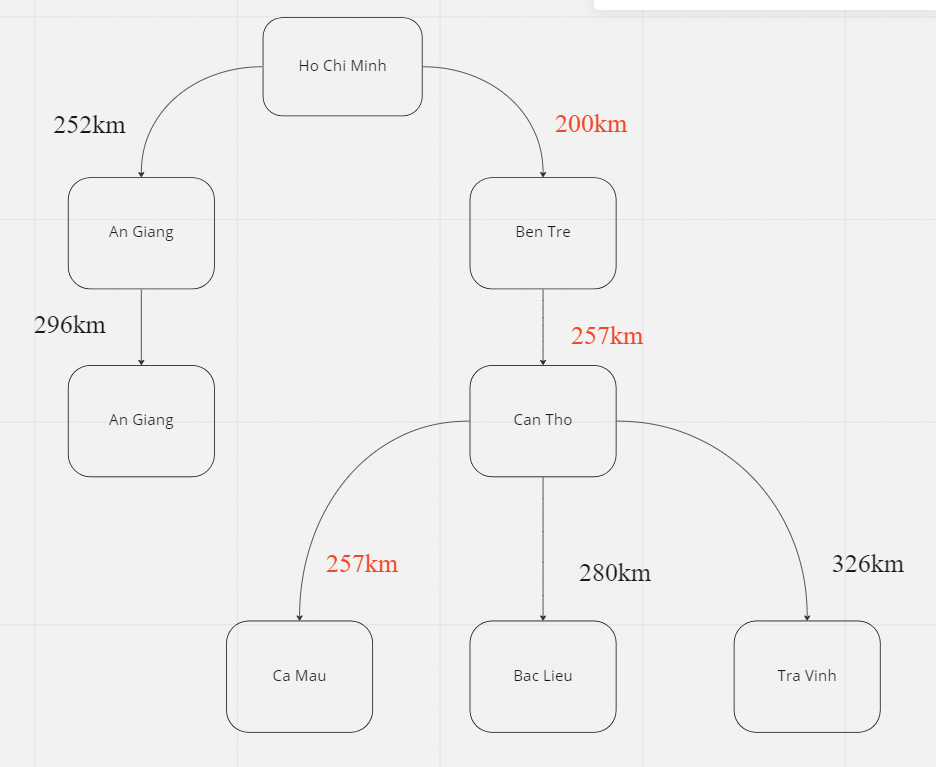 Ho Chi Minh
252km
200km
An Giang
Ben Tre
296km
257km
An Giang
Can Tho
257km
280km
326km
Ca Mau
Bac Lieu
Tra Vinh